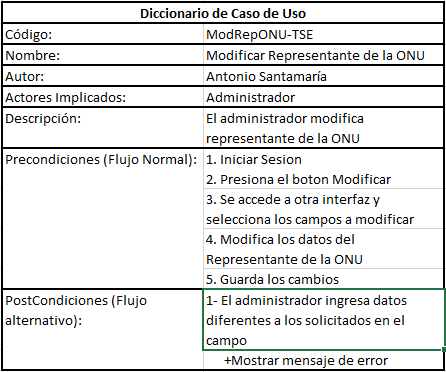 Diccionario de Caso de Uso
Código: ModRepONU-TSE
Nombre: Modificar Representante de la ONU
Autor: Antonio Santamaría
Actores Implicados: Administrador
Descripción: El administrador modifica
representante de la ONU
Precondiciones (Flujo Normal): 1. Iniciar Sesion
2. Presiona el boton Modificar
3. Se accede a otra interfaz y
selecciona los campos a modificar
4. Modifica los datos del
Representante de la ONU
5. Guarda los cambios
PostCondiciones (Flujo
alternativo):
1- El administrador ingresa datos
diferentes a los solicitados en el
campo
+Mostrar mensaje de error